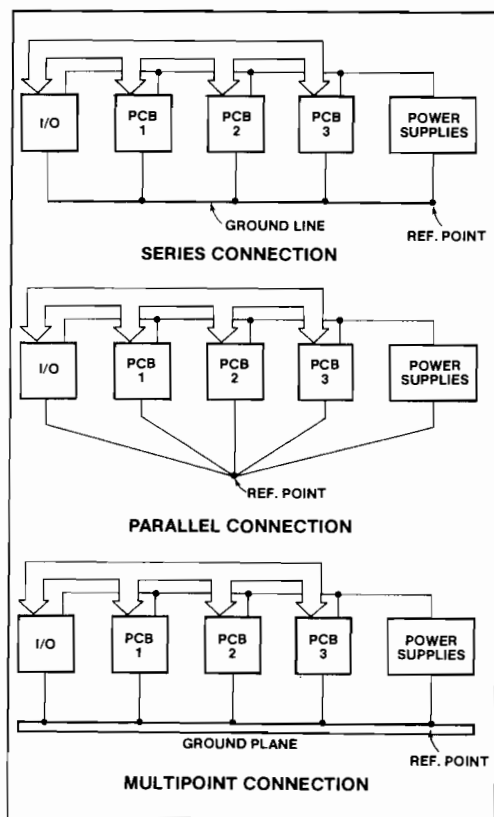 I/O PCB 1 PCB 2 PCB 3 POWER SUPPLIES
GROUND LINE
REF. POINT
SERIES CONNECTION
I/O PCB 1 PCB 2 PCB 3 POWER SUPPLIES
REF. POINT
PARALLEL CONNECTION
I/O PCB 1 PCB 2 PCB 3 POWER SUPPLIES
GROUND PLANE
REF. POINT
MULTIPOINT CONNECTION